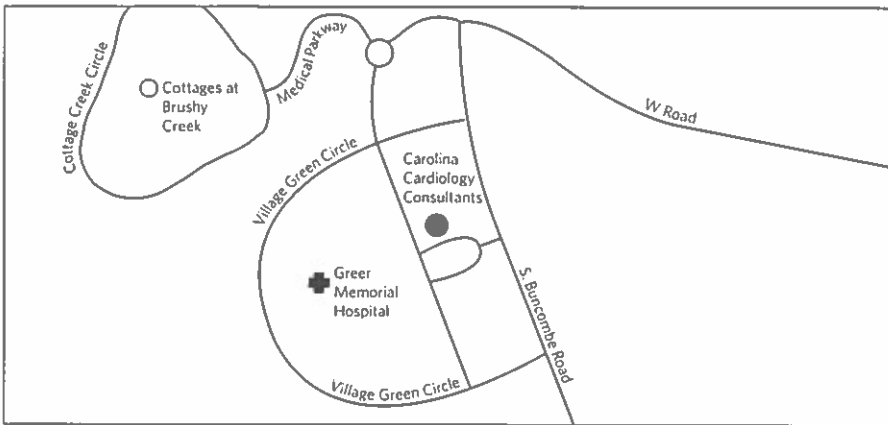 Cottage Creek Circle
Cottages at
Brushy
Creek
Medical Parkway
W Road
Village Green Circle
Carolina
Cardiology
Consultants
Greer
Memorial
Hospital
S. Buncombe Road
Village Green Circle